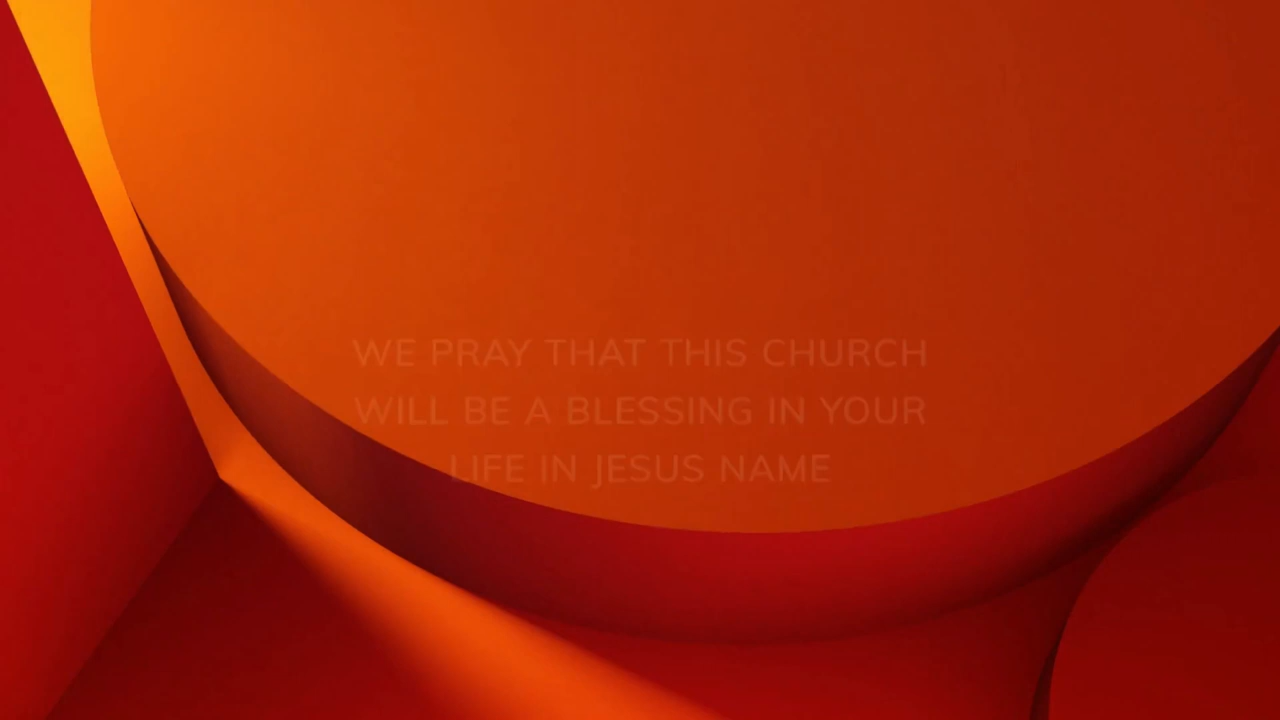 WE PRAY THAT THIS CHURCH
WILL BE A BLESSING IN YOUR
LIFE IN JESUS NAME